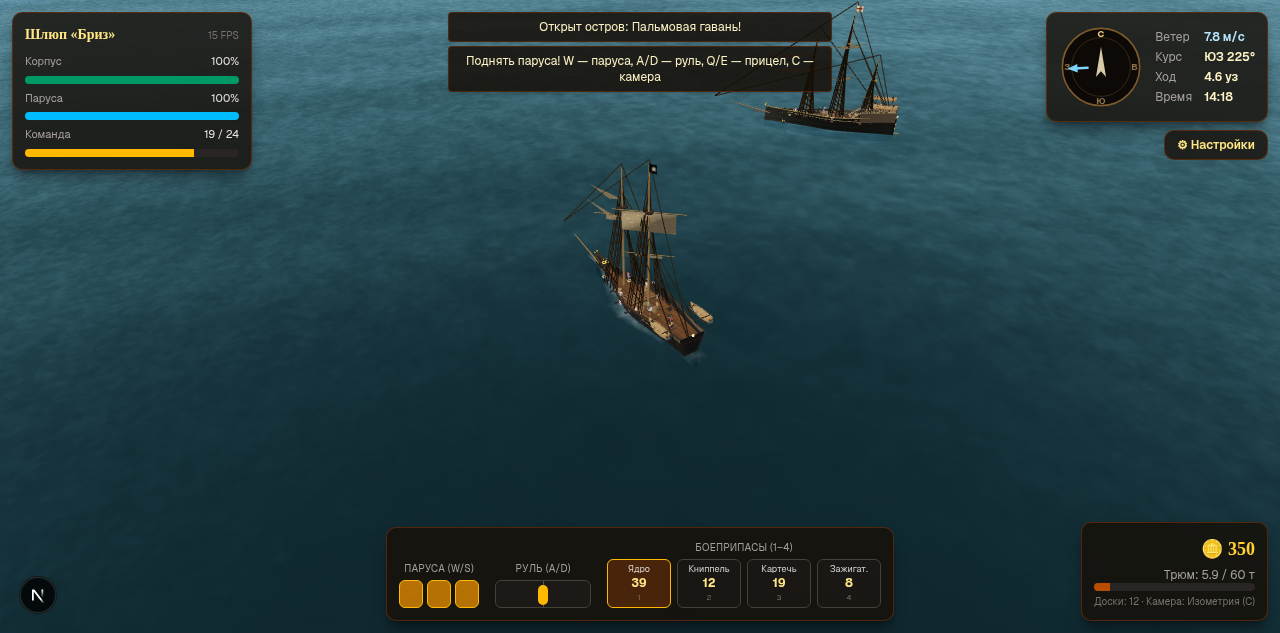 Шлюп «Бриз»
15 FPS
Корпус
100%
Паруса
100%
Команда
19 / 24
Открыт остров: Пальмовая гавань!
Поднять паруса! W — паруса, A/D — руль, Q/E — прицел, C —
камера
С
З
В
Ю
Ветер 7.8 м/с
Курс ЮЗ 225°
Ход 4.6 уз
Время 14:18
⚙ Настройки
ПАРУСА (W/S)
РУЛЬ (A/D)
БОЕПРИПАСЫ (1–4)
Ядро
39
1
Книппель
12
2
Картечь
19
3
Зажигат.
8
4
350
Трюм: 5.9 / 60 т
Доски: 12 · Камера: Изометрия (C)
N